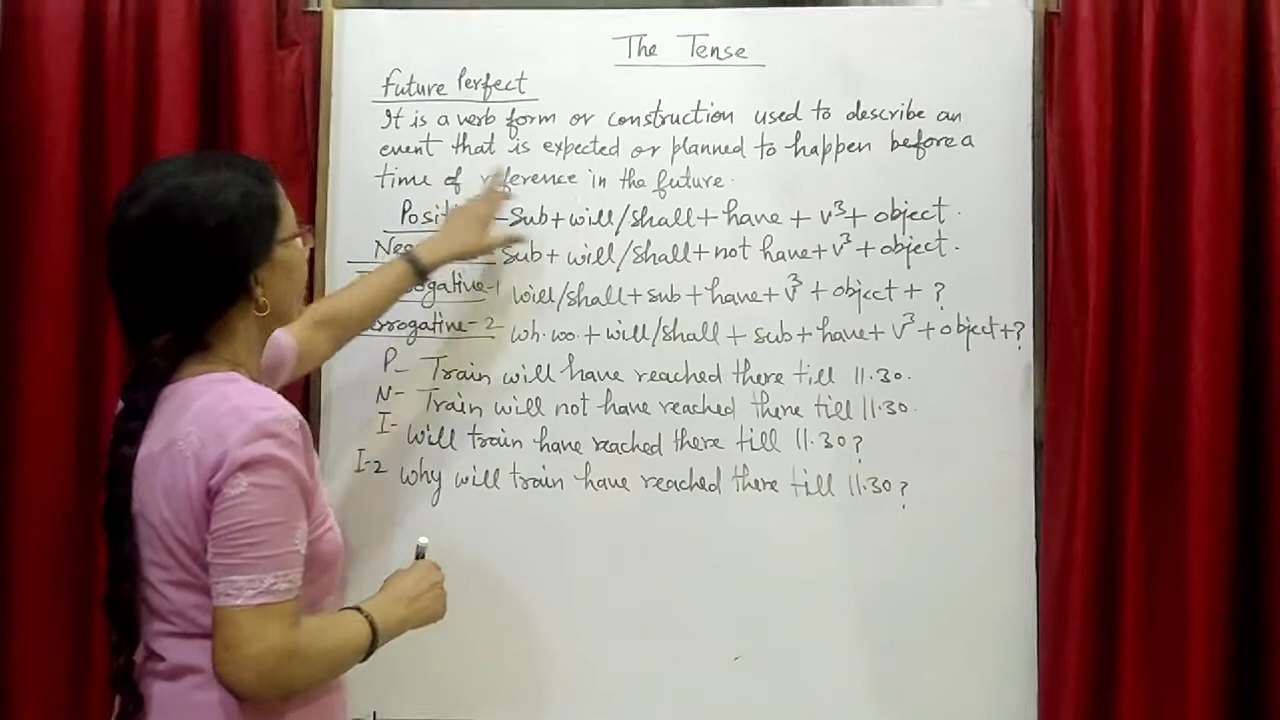 The Tense
Future Perfect
It is a verb form or construction used to describe an
event that is expected or planned to happen before a
time of reference in the future.
Sub + will/shall + have + v³ + object.
Sub + will/shall + not have + v³ + object.
will/shall + sub + have + v³ + object + ?
wh.wo. + will/shall + sub + have + v³ + object + ?
P- Train will have reached there till 11.30.
N- Train will not have reached there till 11.30.
I- Will train have reached there till 11.30?
I-2 Why will train have reached there till 11.30?